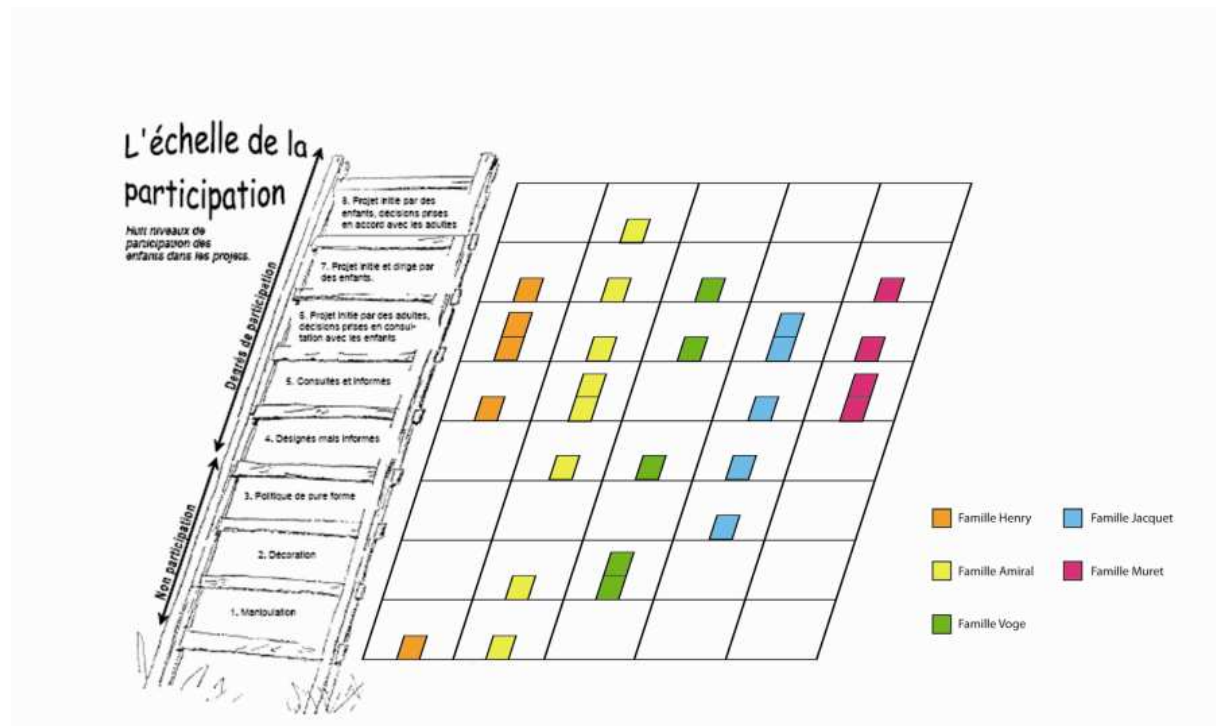 L'échelle de la
participation
Huit niveaux de
participation des
enfants dans les projets.
Degrés de participation
Non participation
8. Projet initié par des
enfants, décisions prises
en accord avec les adultes
7. Projet initié et dirigé par
des enfants.
6. Projet initié par des adultes,
décisions prises en consul-
tation avec les enfants
5. Consultés et informés
4. Désignés mais informés
3. Politique de pure forme
2. Décoration
1. Manipulation
Famille Henry
Famille Jacquet
Famille Amiral
Famille Muret
Famille Voge